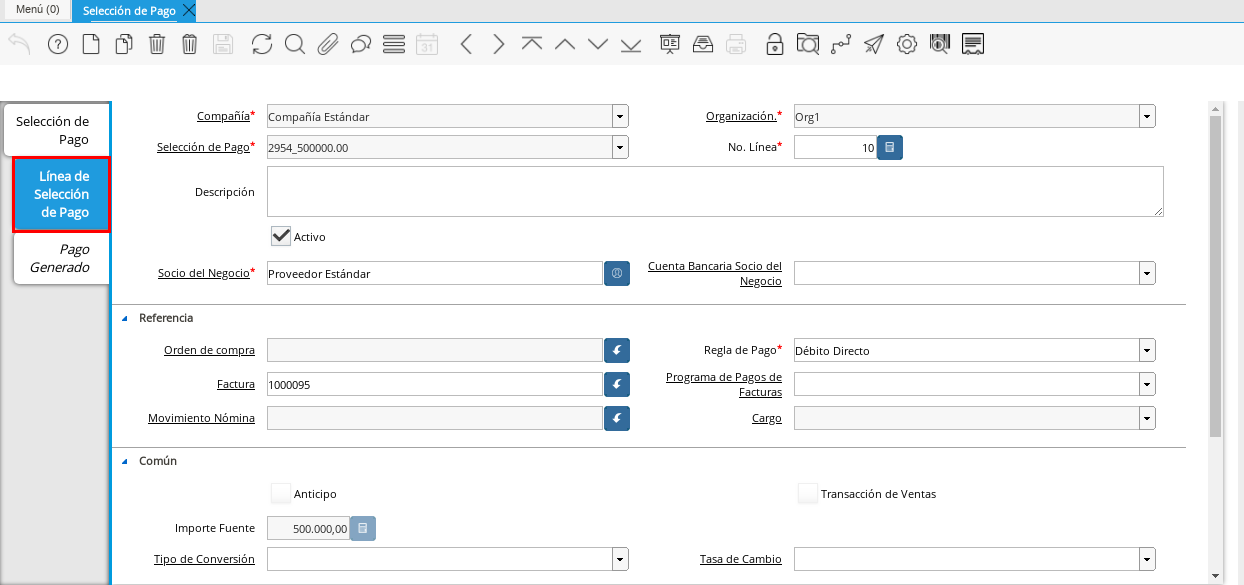 Menú (0)
Selección de Pago
31
Selección de
Pago
Línea de
Selección
de Pago
Pago
Generado
Compañía* Compañía Estándar
Organización.* Org1
Selección de Pago* 2954_500000.00
No. Línea* 10
Descripción
Activo
Socio del Negocio* Proveedor Estándar
Cuenta Bancaria Socio del
Negocio
Referencia
Orden de compra
Regla de Pago* Débito Directo
Factura 1000095
Programa de Pagos de
Facturas
Movimiento Nómina
Cargo
Común
Anticipo
Transacción de Ventas
Importe Fuente 500.000,00
Tipo de Conversión
Tasa de Cambio